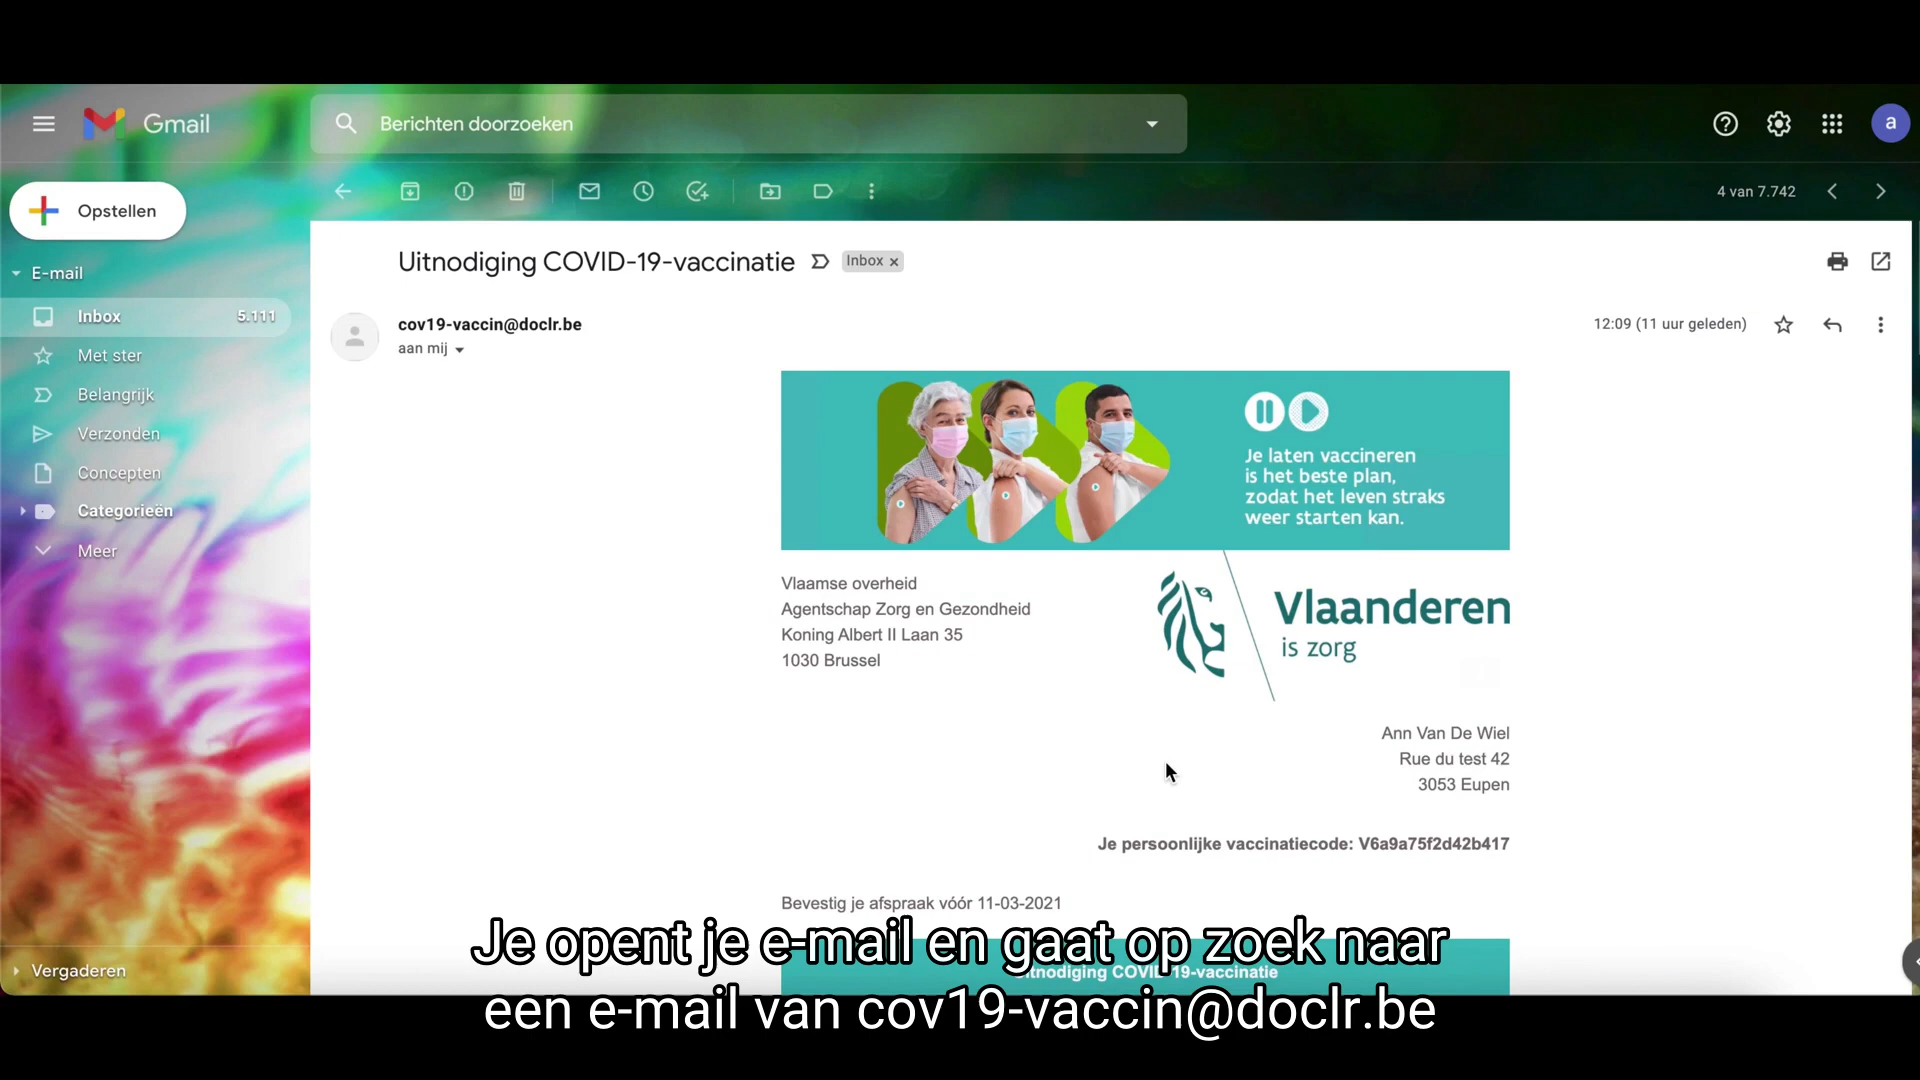 Gmail
Berichten doorzoeken
a
4 van 7.742
Opstellen
E-mail
Inbox 5.111
Met ster
Belangrijk
Verzonden
Concepten
Categorieën
Meer
Vergaderen
Uitnodiging COVID-19-vaccinatie
Inbox x
cov19-vaccin@doclr.be
12:09 (11 uur geleden)
aan mij
Je laten vaccineren
is het beste plan,
zodat het leven straks
weer starten kan.
Vlaamse overheid
Agentschap Zorg en Gezondheid
Koning Albert II Laan 35
1030 Brussel
Vlaanderen
is zorg
Ann Van De Wiel
Rue du test 42
3053 Eupen
Je persoonlijke vaccinatiecode: V6a9a75f2d42b417
Bevestig je afspraak vóór 11-03-2021
Uitnodiging COVID-19-vaccinatie
Je opent je e-mail en gaat op zoek naar
een e-mail van cov19-vaccin@doclr.be